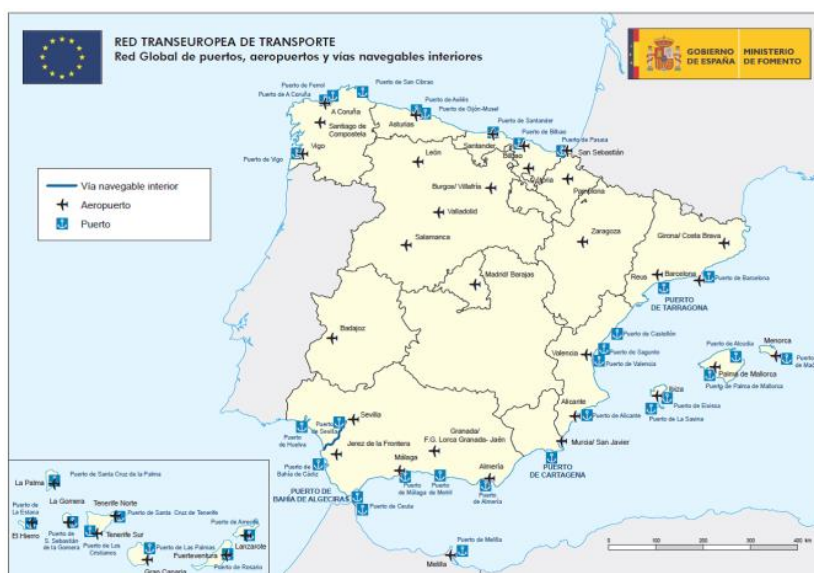 RED TRANSEUROPEA DE TRANSPORTE
Red Global de puertos, aeropuertos y vías navegables interiores
GOBIERNO
DE ESPAÑA
MINISTERIO
DE FOMENTO
Vía navegable interior
Aeropuerto
Puerto
Puerto de Ferrol
Puerto de San Cibrao
Puerto de A Coruña
A Coruña
Santiago de
Compostela
Puerto de Vigo
Vigo
Puerto de Avilés
Puerto de Gijón-Musel
Asturias
Puerto de Santander
Santander
Puerto de Bilbao
Bilbao
Puerto de Pasaia
San Sebastián
Vitoria
Pamplona
León
Burgos/ Villafría
Valladolid
Salamanca
Zaragoza
Girona/ Costa Brava
Reus
Barcelona
Puerto de Barcelona
PUERTO
DE TARRAGONA
Madrid/ Barajas
Badajoz
Puerto de Castellón
Puerto de Sagunto
Valencia
Puerto de Valencia
Puerto de Alcudia
Menorca
Puerto
Palma de Mallorca
Puerto de Palma de Mallorca
Ibiza
Puerto de Eivissa
Puerto de La Savina
Alicante
Puerto de Alicante
Murcia/ San Javier
PUERTO
DE CARTAGENA
Sevilla
Puerto
de Sevilla
Puerto
de Huelva
Jerez de la Frontera
Granada/
F.G. Lorca Granada- Jaén
Málaga
Almería
Puerto de
Bahía de Cádiz
PUERTO DE
BAHÍA DE ALGECIRAS
Puerto
de Málaga
Puerto
de Motril
Puerto
de Almería
Puerto de Ceuta
Puerto de Melilla
Melilla
La Palma
Puerto de Santa Cruz de la Palma
Puerto de
La Estaca
La Gomera
Tenerife Norte
Puerto de Santa Cruz de Tenerife
El Hierro
Puerto de
S. Sebastián
de la Gomera
Puerto de Los
Cristianos
Tenerife Sur
Puerto de Las Palmas
Gran Canaria
Puerto de Arrecife
Lanzarote
Fuerteventura
Puerto de Rosario
0 100 200 300 400 km